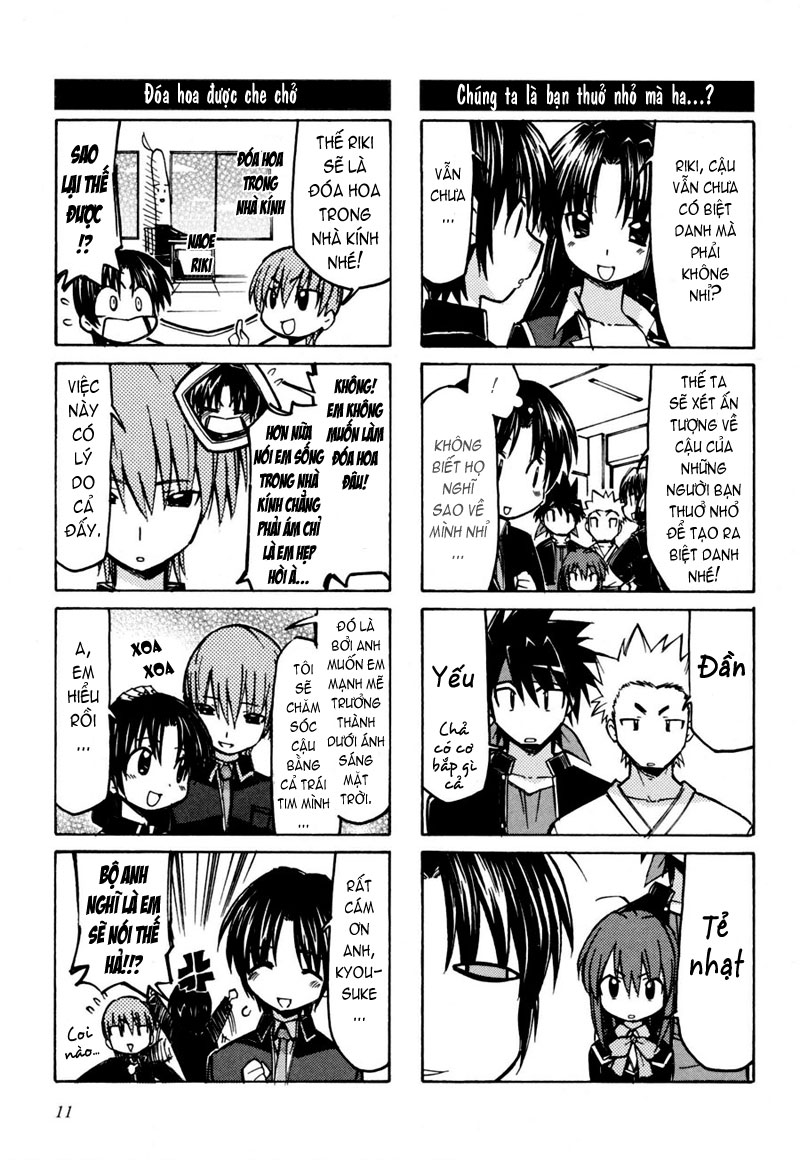 Chúng ta là bạn thuở nhỏ mà ha...?
RIKI, CẬU
VẪN CHƯA
CÓ BIỆT
DANH MÀ
PHẢI
KHÔNG
NHỈ?
VẪN
CHƯA
...
THẾ TA
SẼ XÉT ẤN
TƯỢNG VỀ
CẬU CỦA
NHỮNG
NGƯỜI BẠN
THUỞ NHỎ
ĐỂ TẠO RA
BIỆT DANH
NHÉ!
!
KHÔNG
BIẾT HỌ
NGHĨ
SAO VỀ
MÌNH NHỈ
...
Đần
Yếu
Chả
có cơ
bắp gì
cả
Tẻ
nhạt
Đóa hoa được che chở
THẾ RIKI
SẼ LÀ
ĐÓA HOA
TRONG
NHÀ KÍNH
NHÉ!
ĐÓA HOA
TRONG
NHÀ KÍNH
NAOE
RIKI
SAO
LẠI THẾ
ĐƯỢC
!?
KHÔNG!
EM KHÔNG
MUỐN LÀM
ĐÓA HOA
ĐÂU!
HƠN NỮA
NÓI EM SỐNG
TRONG NHÀ
KÍNH CHẲNG
PHẢI ÁM CHỈ
LÀ EM HẸP
HÒI À...
VIỆC
NÀY CÓ
LÝ DO
CẢ
ĐẤY.
ĐÓ LÀ
BỞI ANH
MUỐN EM
MẠNH MẼ
TRƯỞNG
THÀNH
DƯỚI ÁNH
SÁNG
MẶT
TRỜI.
TÔI
SẼ
CHĂM
SÓC
CẬU
BẰNG
CẢ TRÁI
TIM MÌNH
...
XOA
XOA
A,
EM
HIỂU
RỒI
...
RẤT
CÁM
ƠN
ANH,
KYOU-
SUKE
...
BỘ ANH
NGHĨ LÀ EM
SẼ NÓI THẾ
HẢ!!?
Coi
nào...
11